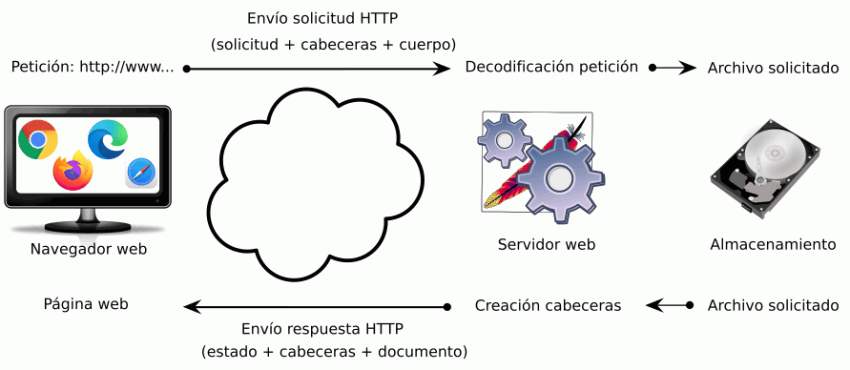 Envío solicitud HTTP
(solicitud + cabeceras + cuerpo)
Petición: http://www...
Decodificación petición
Archivo solicitado
Navegador web
Servidor web
Almacenamiento
Página web
Creación cabeceras
Archivo solicitado
Envío respuesta HTTP
(estado + cabeceras + documento)